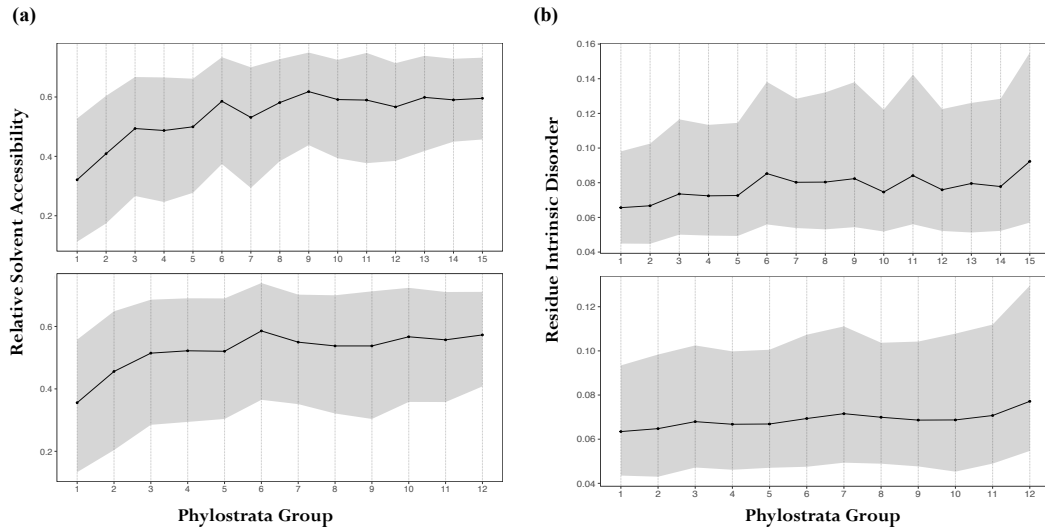 (a)
(b)
Relative Solvent Accessibility
0.6
0.4
0.2
1 2 3 4 5 6 7 8 9 10 11 12 13 14 15
0.6
0.4
0.2
1 2 3 4 5 6 7 8 9 10 11 12
Phylostrata Group
Residue Intrinsic Disorder
0.16
0.14
0.12
0.10
0.08
0.06
0.04
1 2 3 4 5 6 7 8 9 10 11 12 13 14 15
0.12
0.10
0.08
0.06
0.04
1 2 3 4 5 6 7 8 9 10 11 12
Phylostrata Group